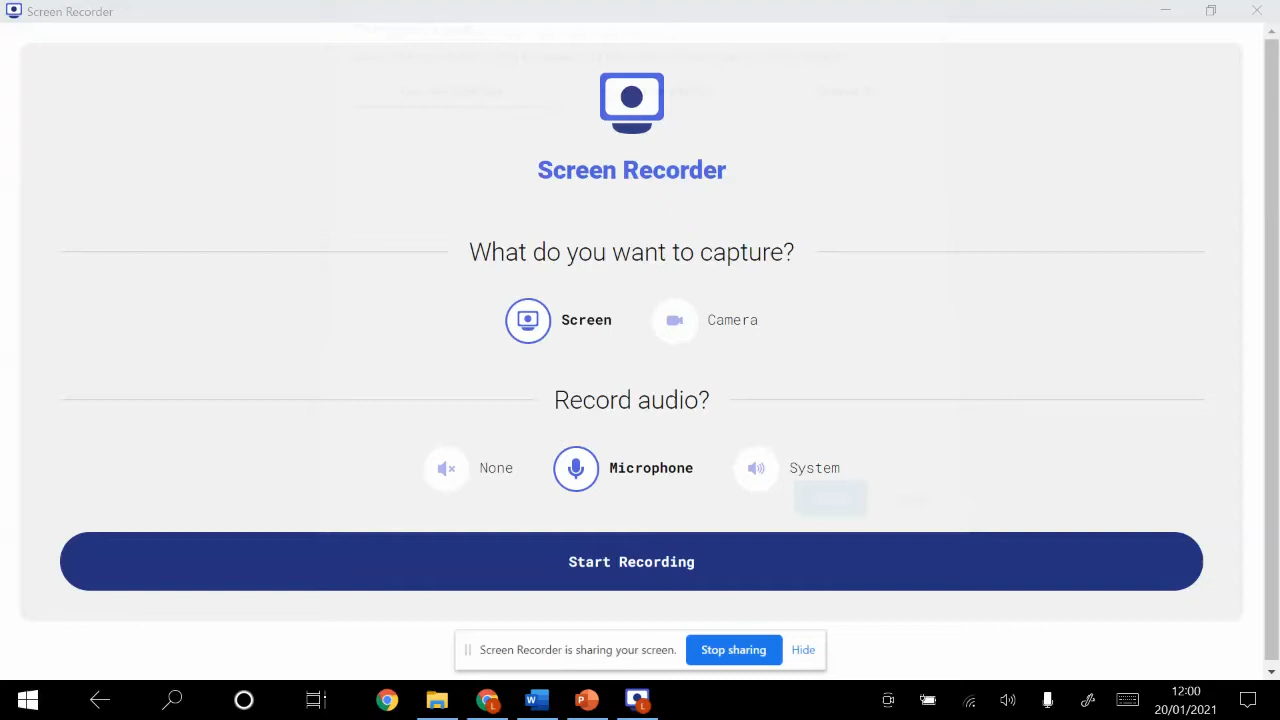 Screen Recorder
Screen Recorder
What do you want to capture?
Screen
Camera
Record audio?
None
Microphone
System
Start Recording
Screen Recorder is sharing your screen.
Stop sharing
Hide
L
W
P
L
12:00
20/01/2021